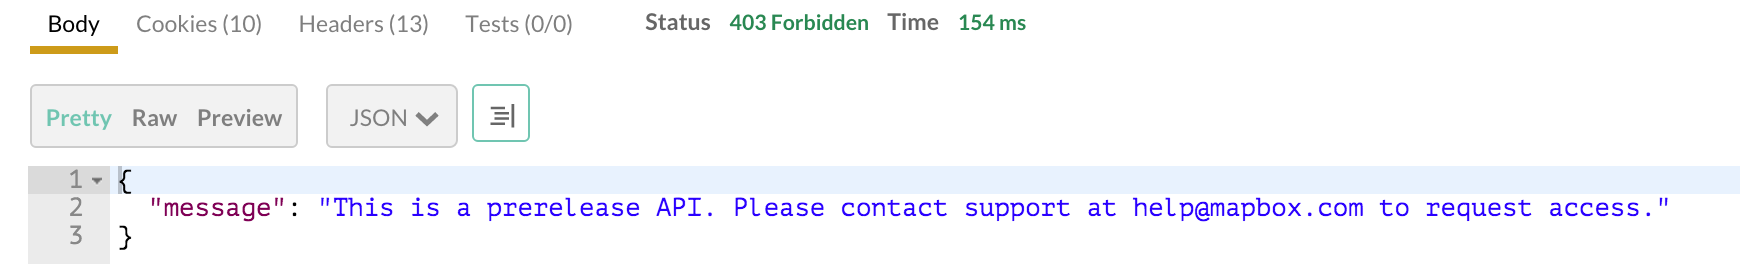 Body Cookies (10) Headers (13) Tests (0/0) Status 403 Forbidden Time 154 ms
Pretty Raw Preview JSON
1 {
2 "message": "This is a prerelease API. Please contact support at help@mapbox.com to request access."
3 }